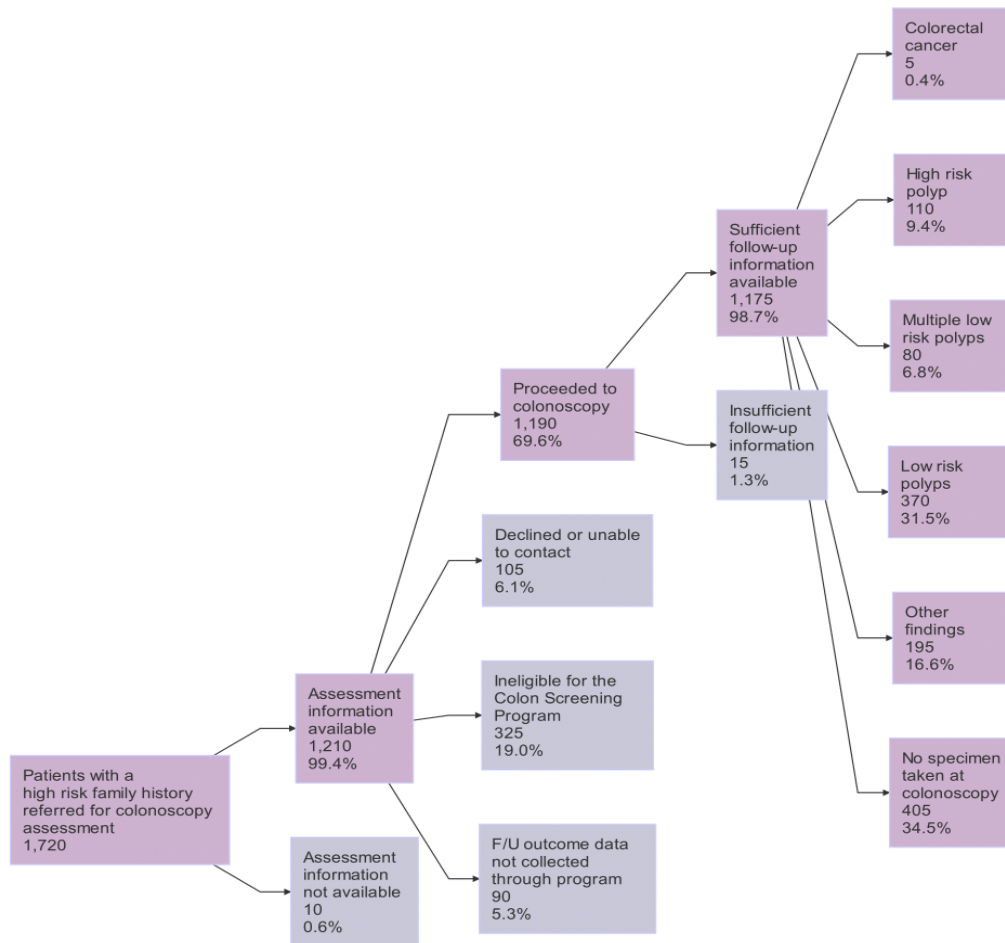 Colorectal
cancer
5
0.4%
High risk
polyp
110
9.4%
Sufficient
follow-up
information
available
1,175
98.7%
Multiple low
risk polyps
80
6.8%
Proceeded to
colonoscopy
1,190
69.6%
Insufficient
follow-up
information
15
1.3%
Low risk
polyps
370
31.5%
Declined or unable
to contact
105
6.1%
Other
findings
195
16.6%
Assessment
information
available
1,210
99.4%
Ineligible for the
Colon Screening
Program
325
19.0%
No specimen
taken at
colonoscopy
405
34.5%
Patients with a
high risk family history
referred for colonoscopy
assessment
1,720
Assessment
information
not available
10
0.6%
F/U outcome data
not collected
through program
90
5.3%